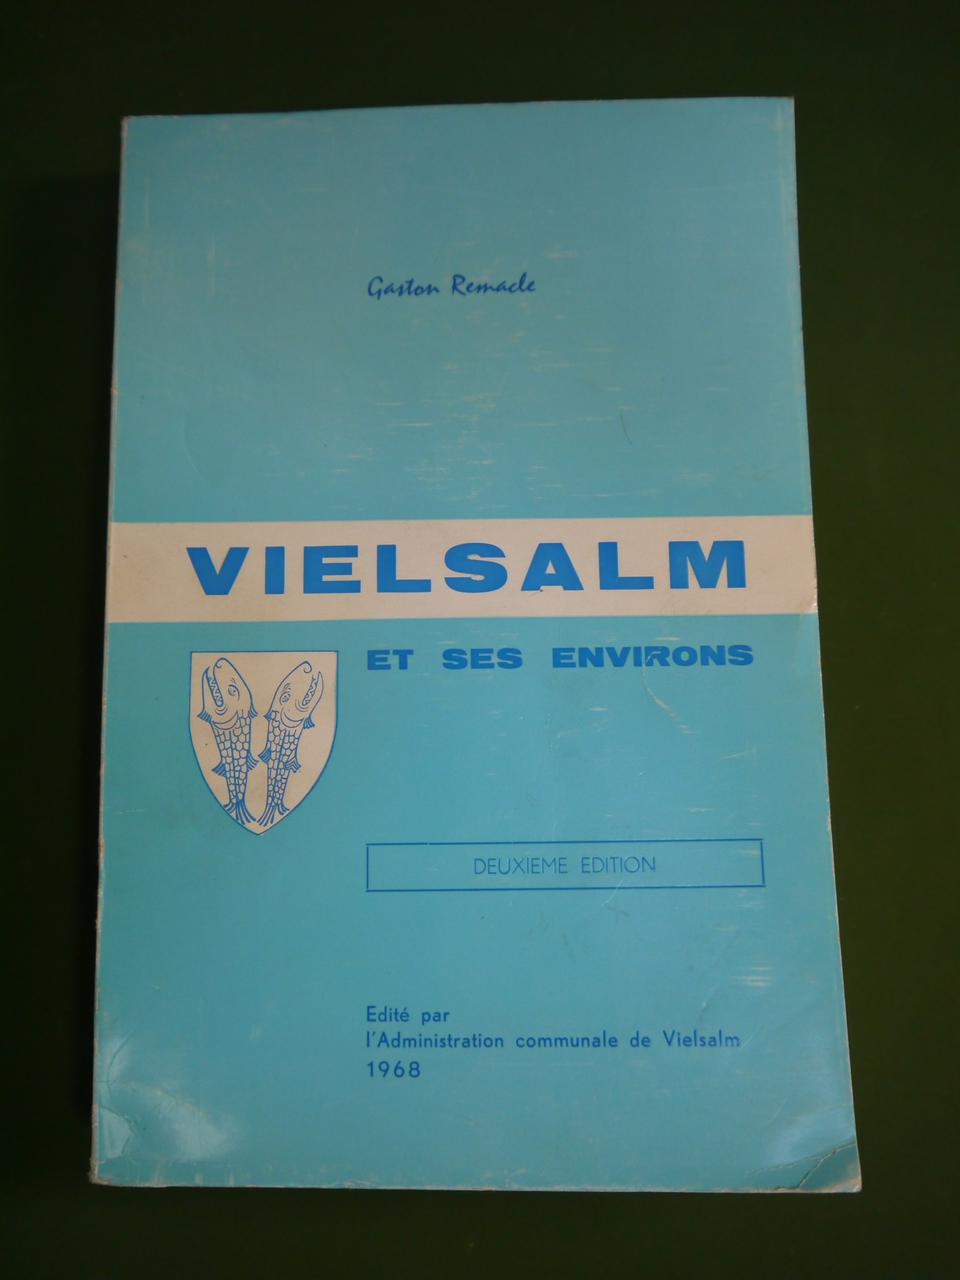 Gaston Remacle
VIELSALM
ET SES ENVIRONS
DEUXIEME EDITION
Edité par
l'Administration communale de Vielsalm
1968